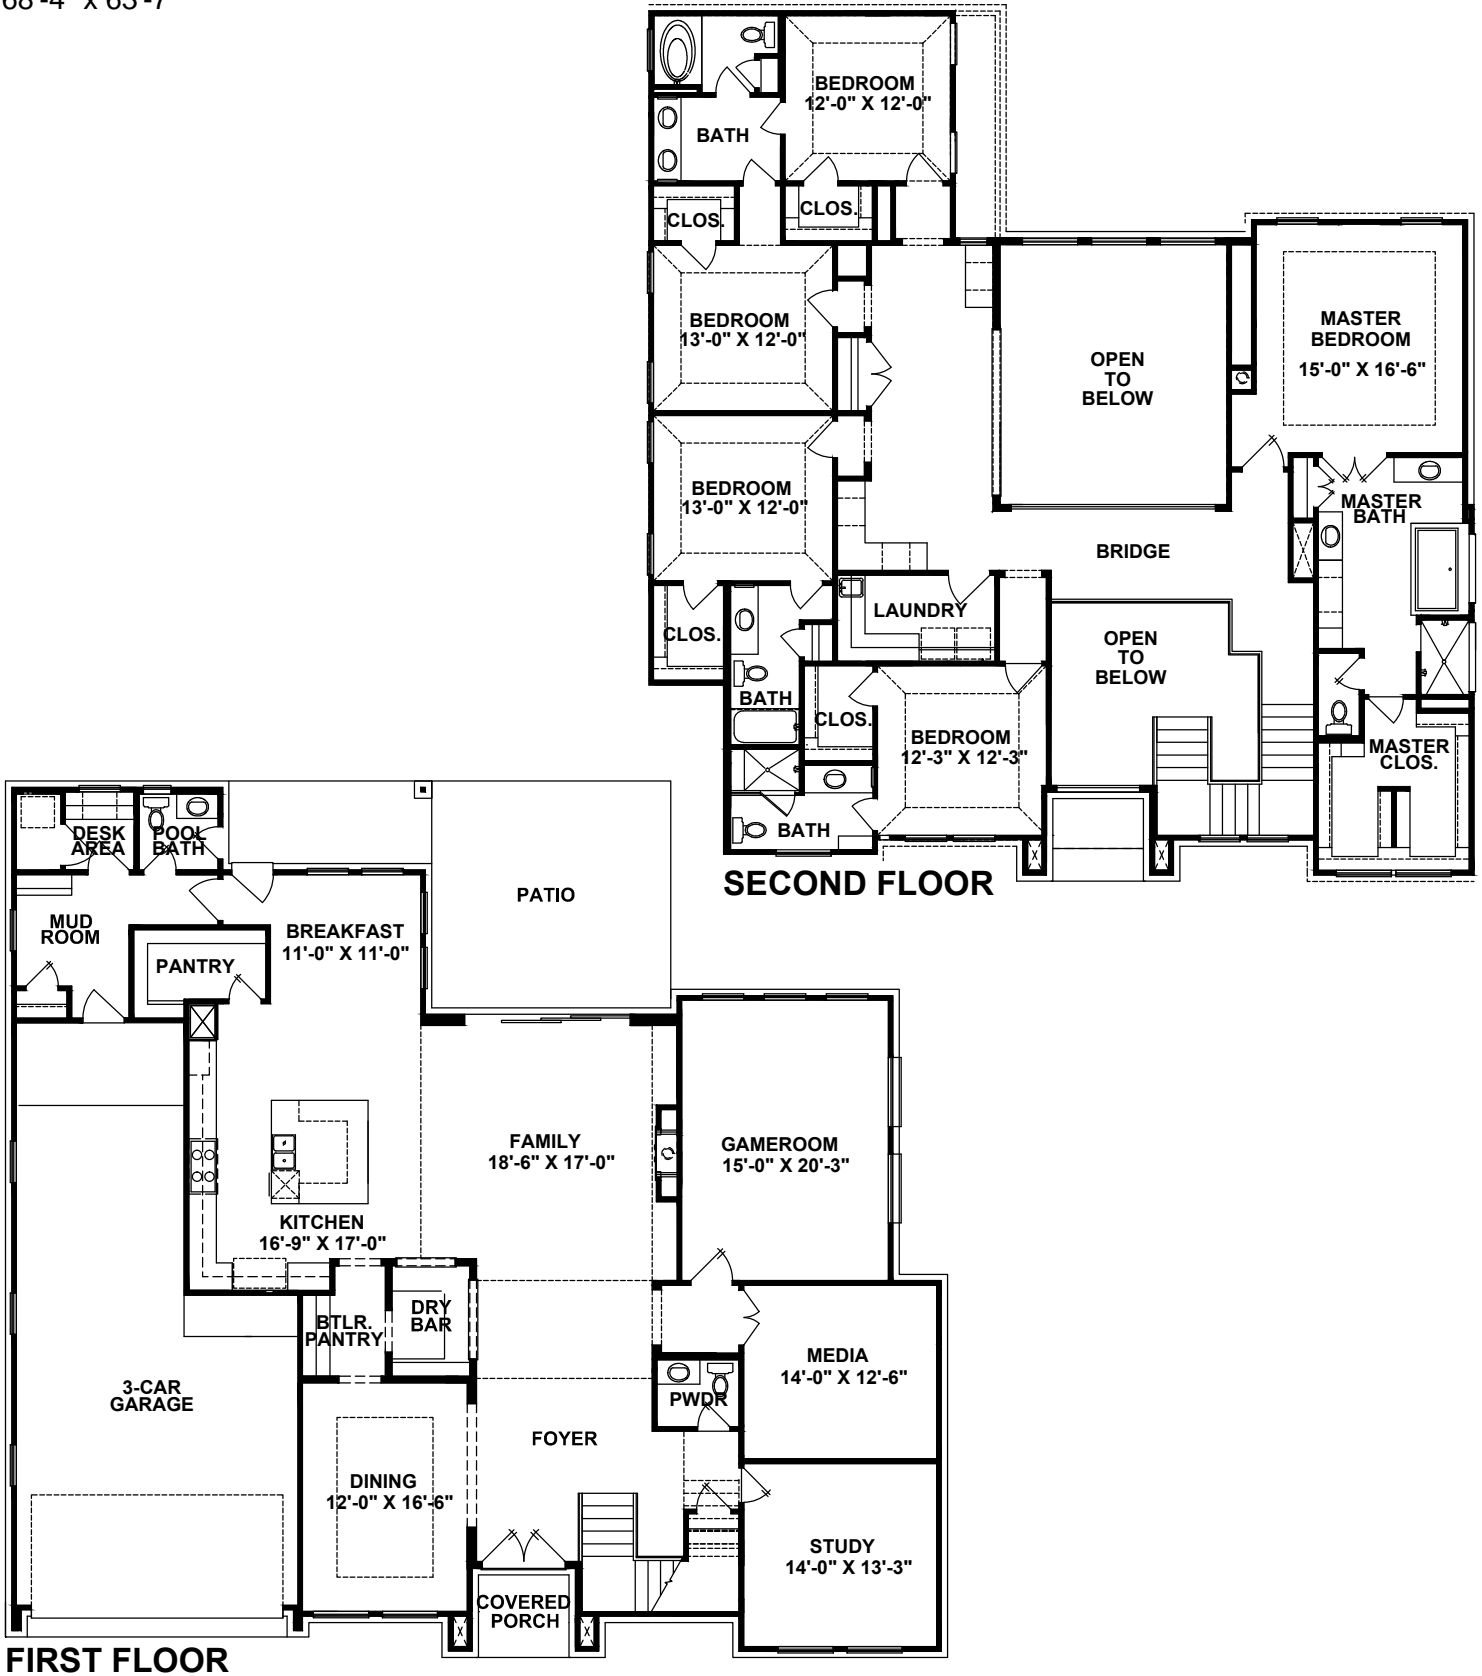 68'-4" X 63'-7"
BEDROOM
12'-0" X 12'-0"
BATH
CLOS.
CLOS.
BEDROOM
13'-0" X 12'-0"
OPEN
TO
BELOW
MASTER
BEDROOM
15'-0" X 16'-6"
BEDROOM
13'-0" X 12'-0"
MASTER
BATH
BRIDGE
LAUNDRY
CLOS.
OPEN
TO
BELOW
BATH
CLOS.
BEDROOM
12'-3" X 12'-3"
MASTER
CLOS.
BATH
SECOND FLOOR
DESK
AREA
POOL
BATH
PATIO
MUD
ROOM
BREAKFAST
11'-0" X 11'-0"
PANTRY
FAMILY
18'-6" X 17'-0"
GAMEROOM
15'-0" X 20'-3"
KITCHEN
16'-9" X 17'-0"
BTLR.
PANTRY
DRY
BAR
MEDIA
14'-0" X 12'-6"
3-CAR
GARAGE
PWDR
FOYER
DINING
12'-0" X 16'-6"
STUDY
14'-0" X 13'-3"
COVERED
PORCH
FIRST FLOOR